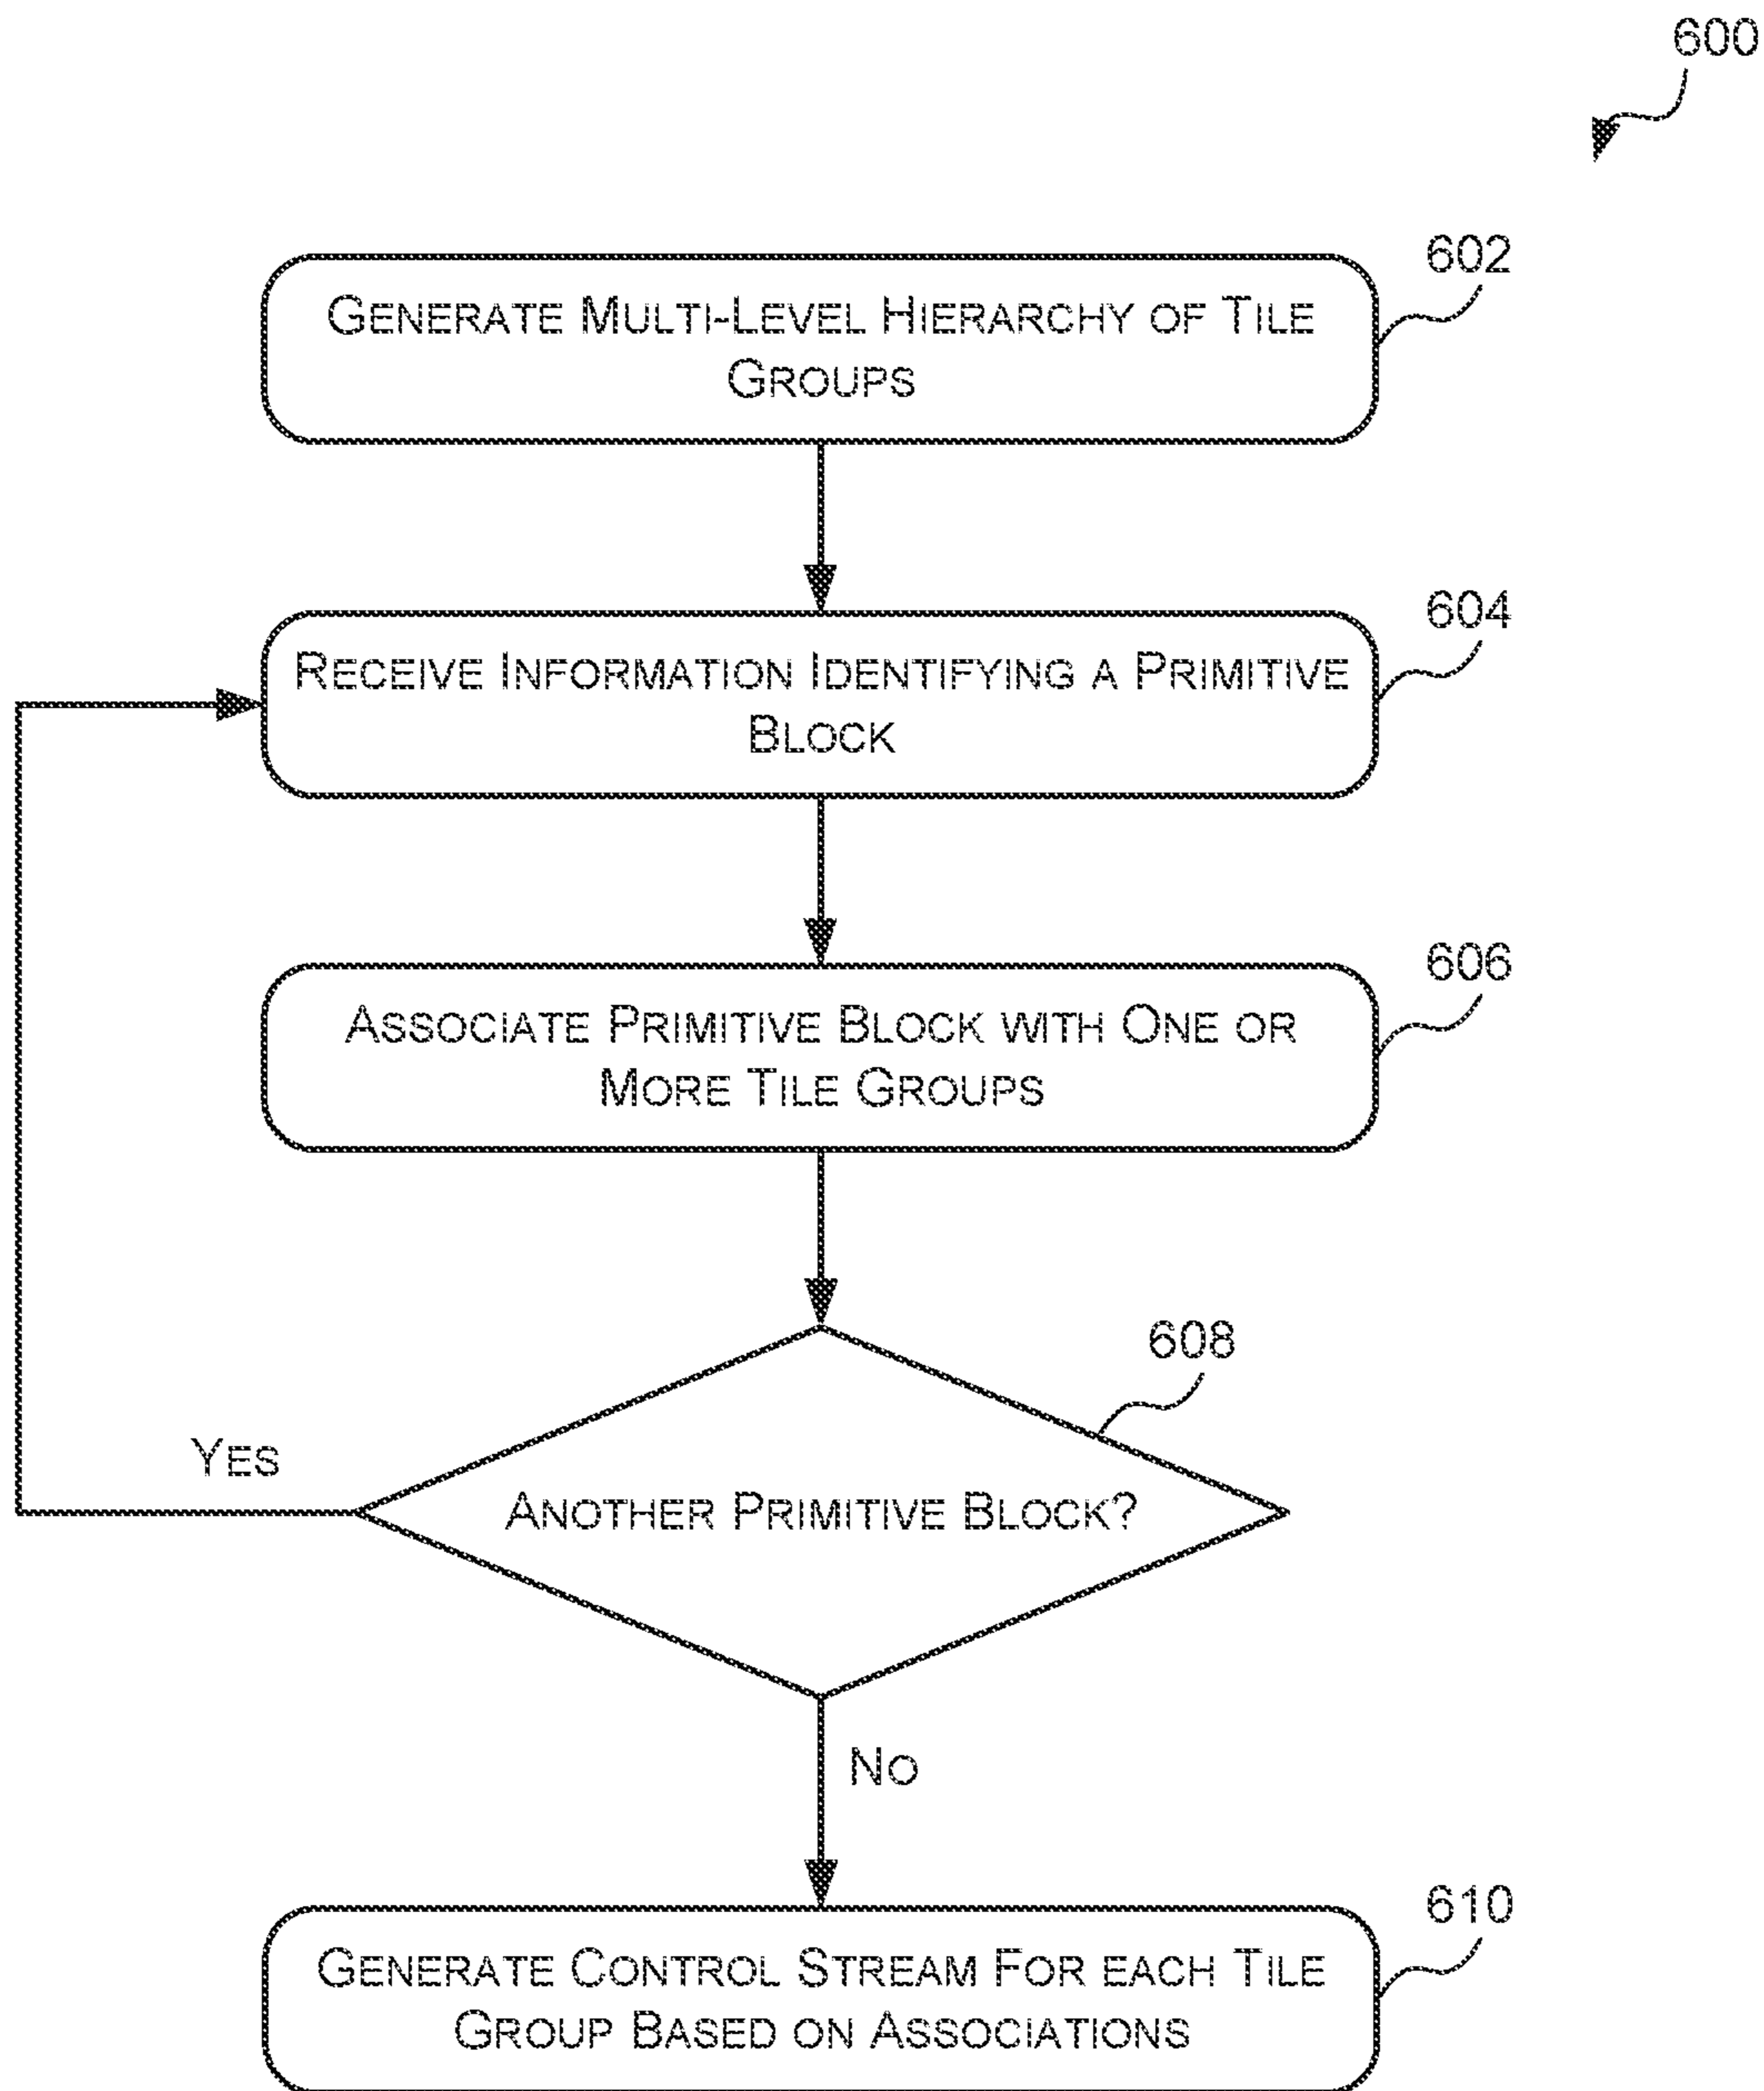 600
602
Generate Multi-Level Hierarchy of Tile
Groups
604
Receive Information Identifying a Primitive
Block
606
Associate Primitive Block with One or
More Tile Groups
608
Yes
Another Primitive Block?
No
610
Generate Control Stream For each Tile
Group Based on Associations